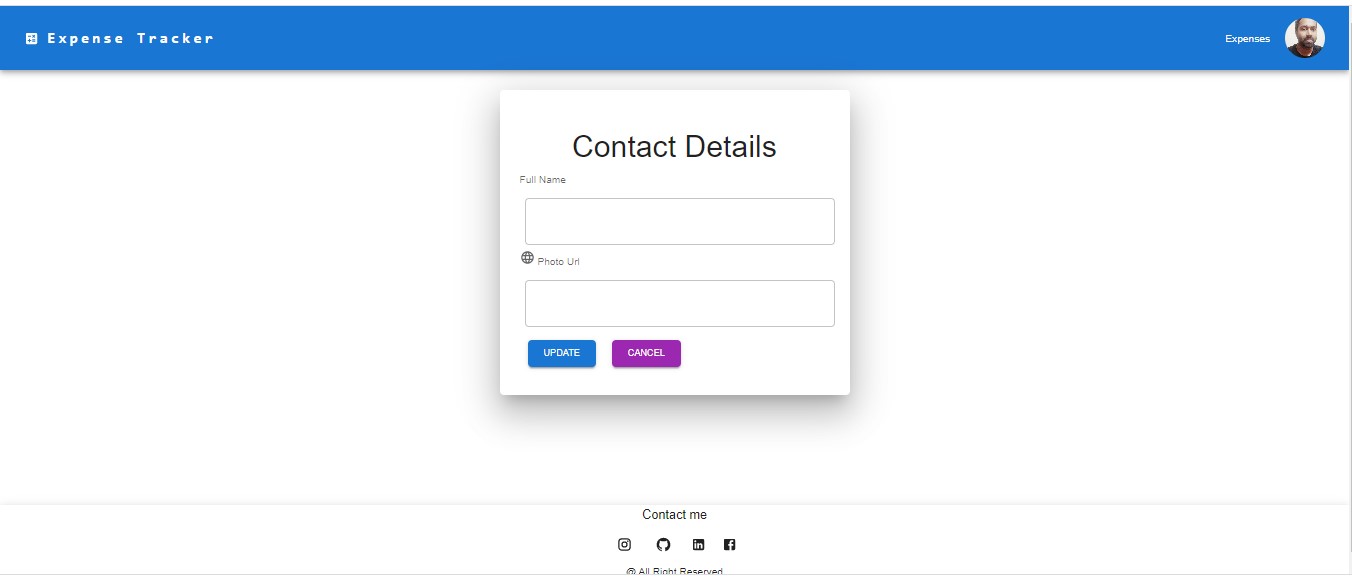 Expense Tracker
Expenses
Contact Details
Full Name
Photo Url
UPDATE CANCEL
Contact me
@ All Right Reserved